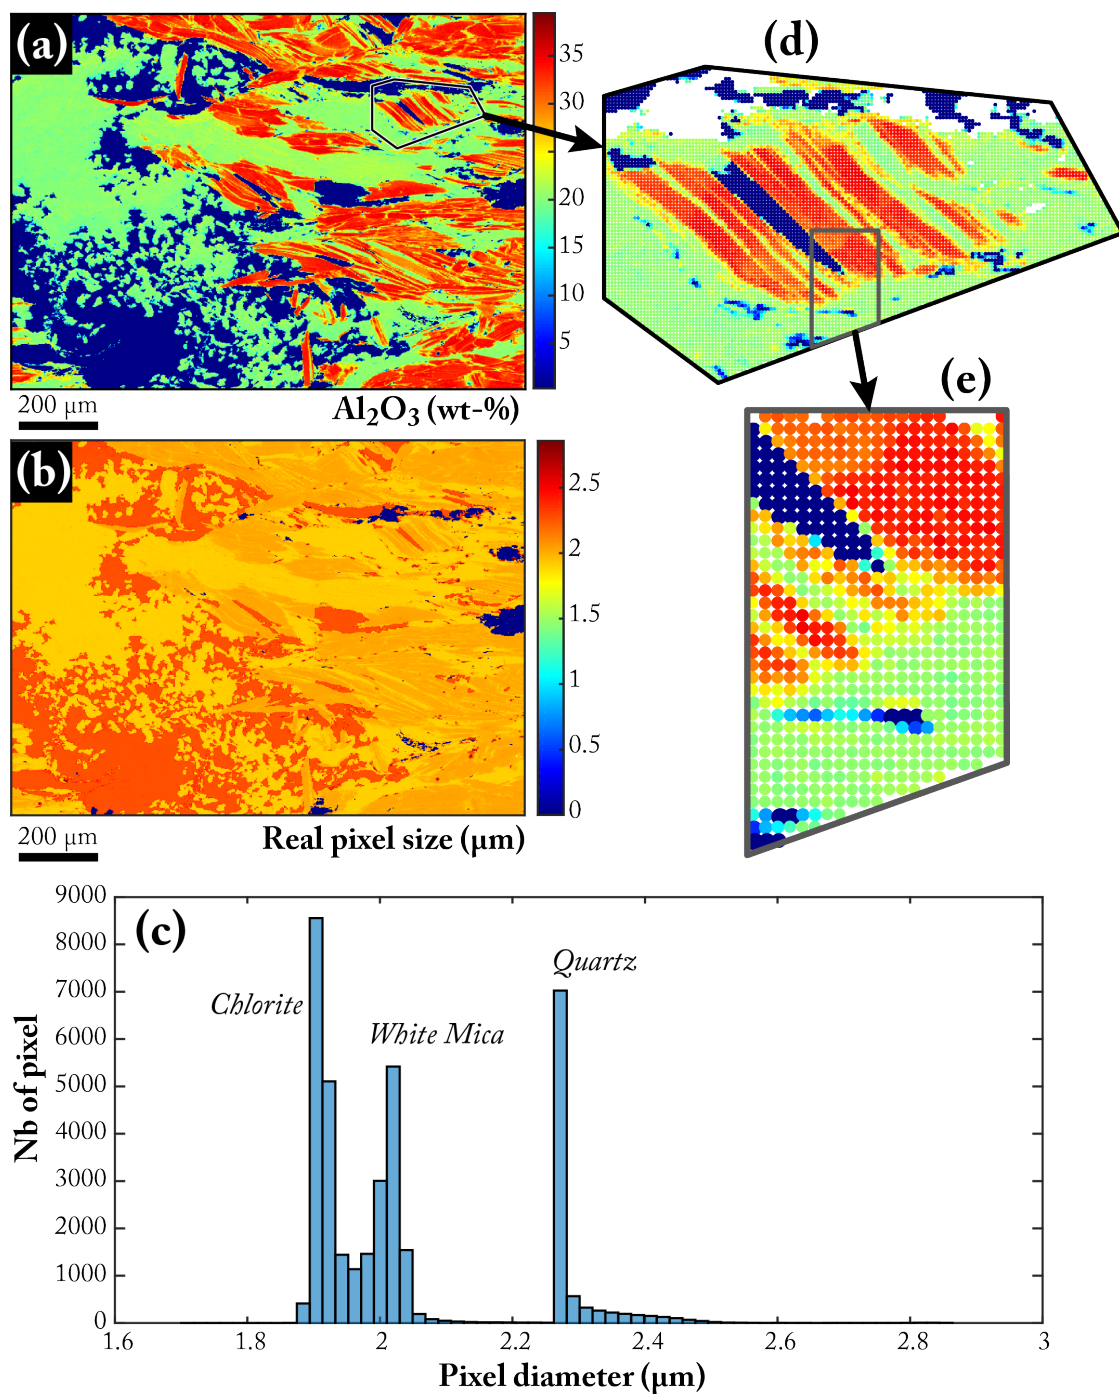 (a)
35
30
25
20
15
10
5
200 µm
Al₂O₃ (wt-%)
(d)
(e)
(b)
2.5
2
1.5
1
0.5
0
200 µm
Real pixel size (µm)
(c)
9000
8000
7000
6000
5000
4000
3000
2000
1000
0
Nb of pixel
Chlorite
White Mica
Quartz
1.6
1.8
2
2.2
2.4
2.6
2.8
3
Pixel diameter (µm)